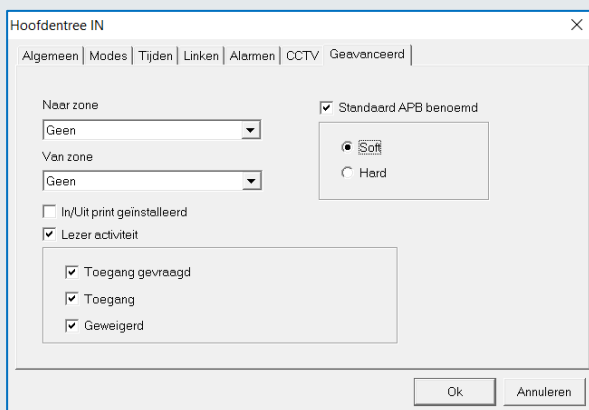 Hoofdentree IN
Algemeen Modes Tijden Linken Alarmen CCTV Geavanceerd
Naar zone
Geen
Van zone
Geen
In/Uit print geïnstalleerd
Lezer activiteit
Toegang gevraagd
Toegang
Geweigerd
Standaard APB benoemd
Soft
Hard
Ok Annuleren